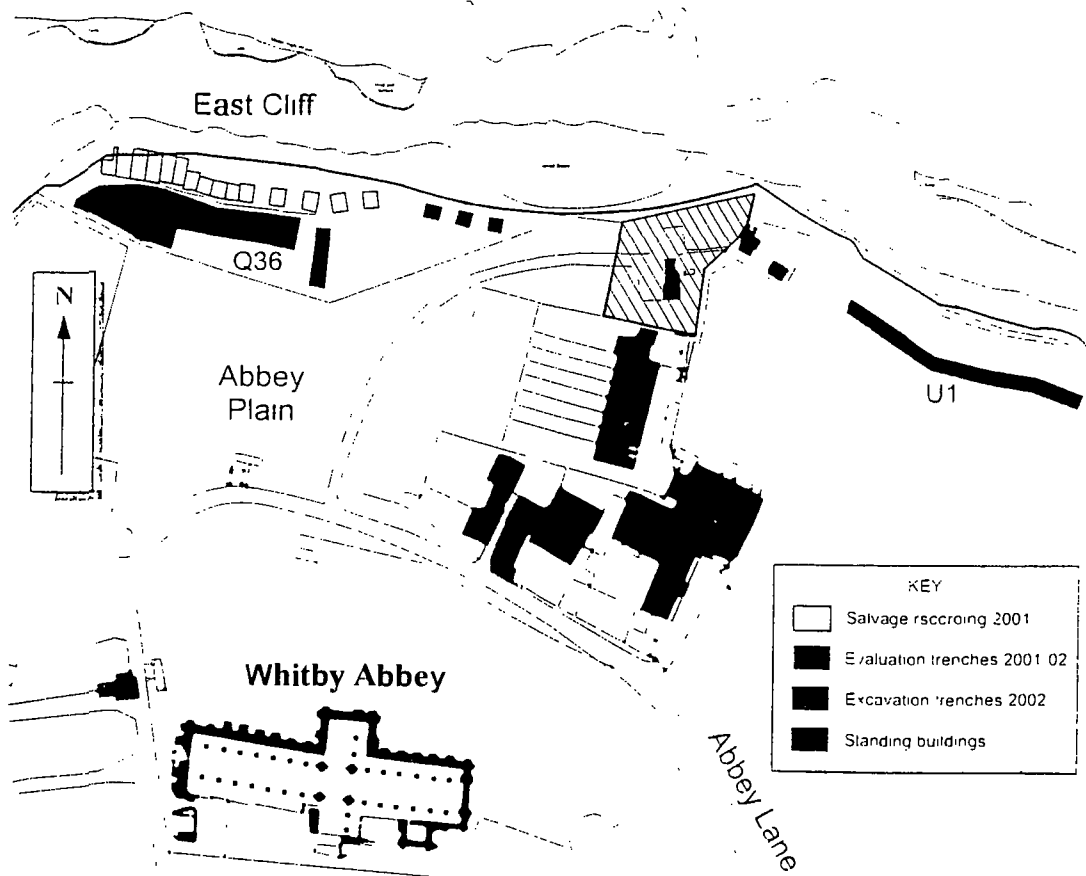 East Cliff
Q36
N
Abbey
Plain
U1
KEY
Salvage rsccroing 2001
Evaluation trenches 2001 02
Excavation trenches 2002
Standing buildings
Whitby Abbey
Abbey Lane